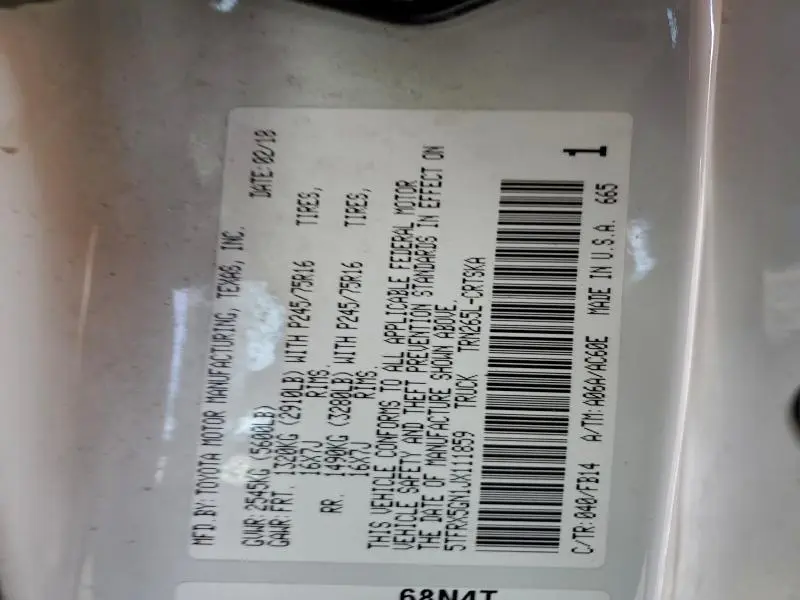 MFD.BY: TOYOTA MOTOR MANUFACTURING, TEXAS, INC.
GVWR: 2545KG (5600LB) DATE: 02/18
GAWR: FRT. 1320KG (2910LB) WITH P245/75R16 TIRES,
16X7J RIMS.
RR. 1490KG (3280LB) WITH P245/75R16 TIRES,
16X7J RIMS.
THIS VEHICLE CONFORMS TO ALL APPLICABLE FEDERAL MOTOR
VEHICLE SAFETY AND THEFT PREVENTION STANDARDS IN EFFECT ON
THE DATE OF MANUFACTURE SHOWN ABOVE.
5TFRX5GN1JX111859 TRUCK TRN265L-CRTSKA
1
C/TR: 040/FB14 A/TM: A06A/AC60E MADE IN U.S.A. 665
68N4T